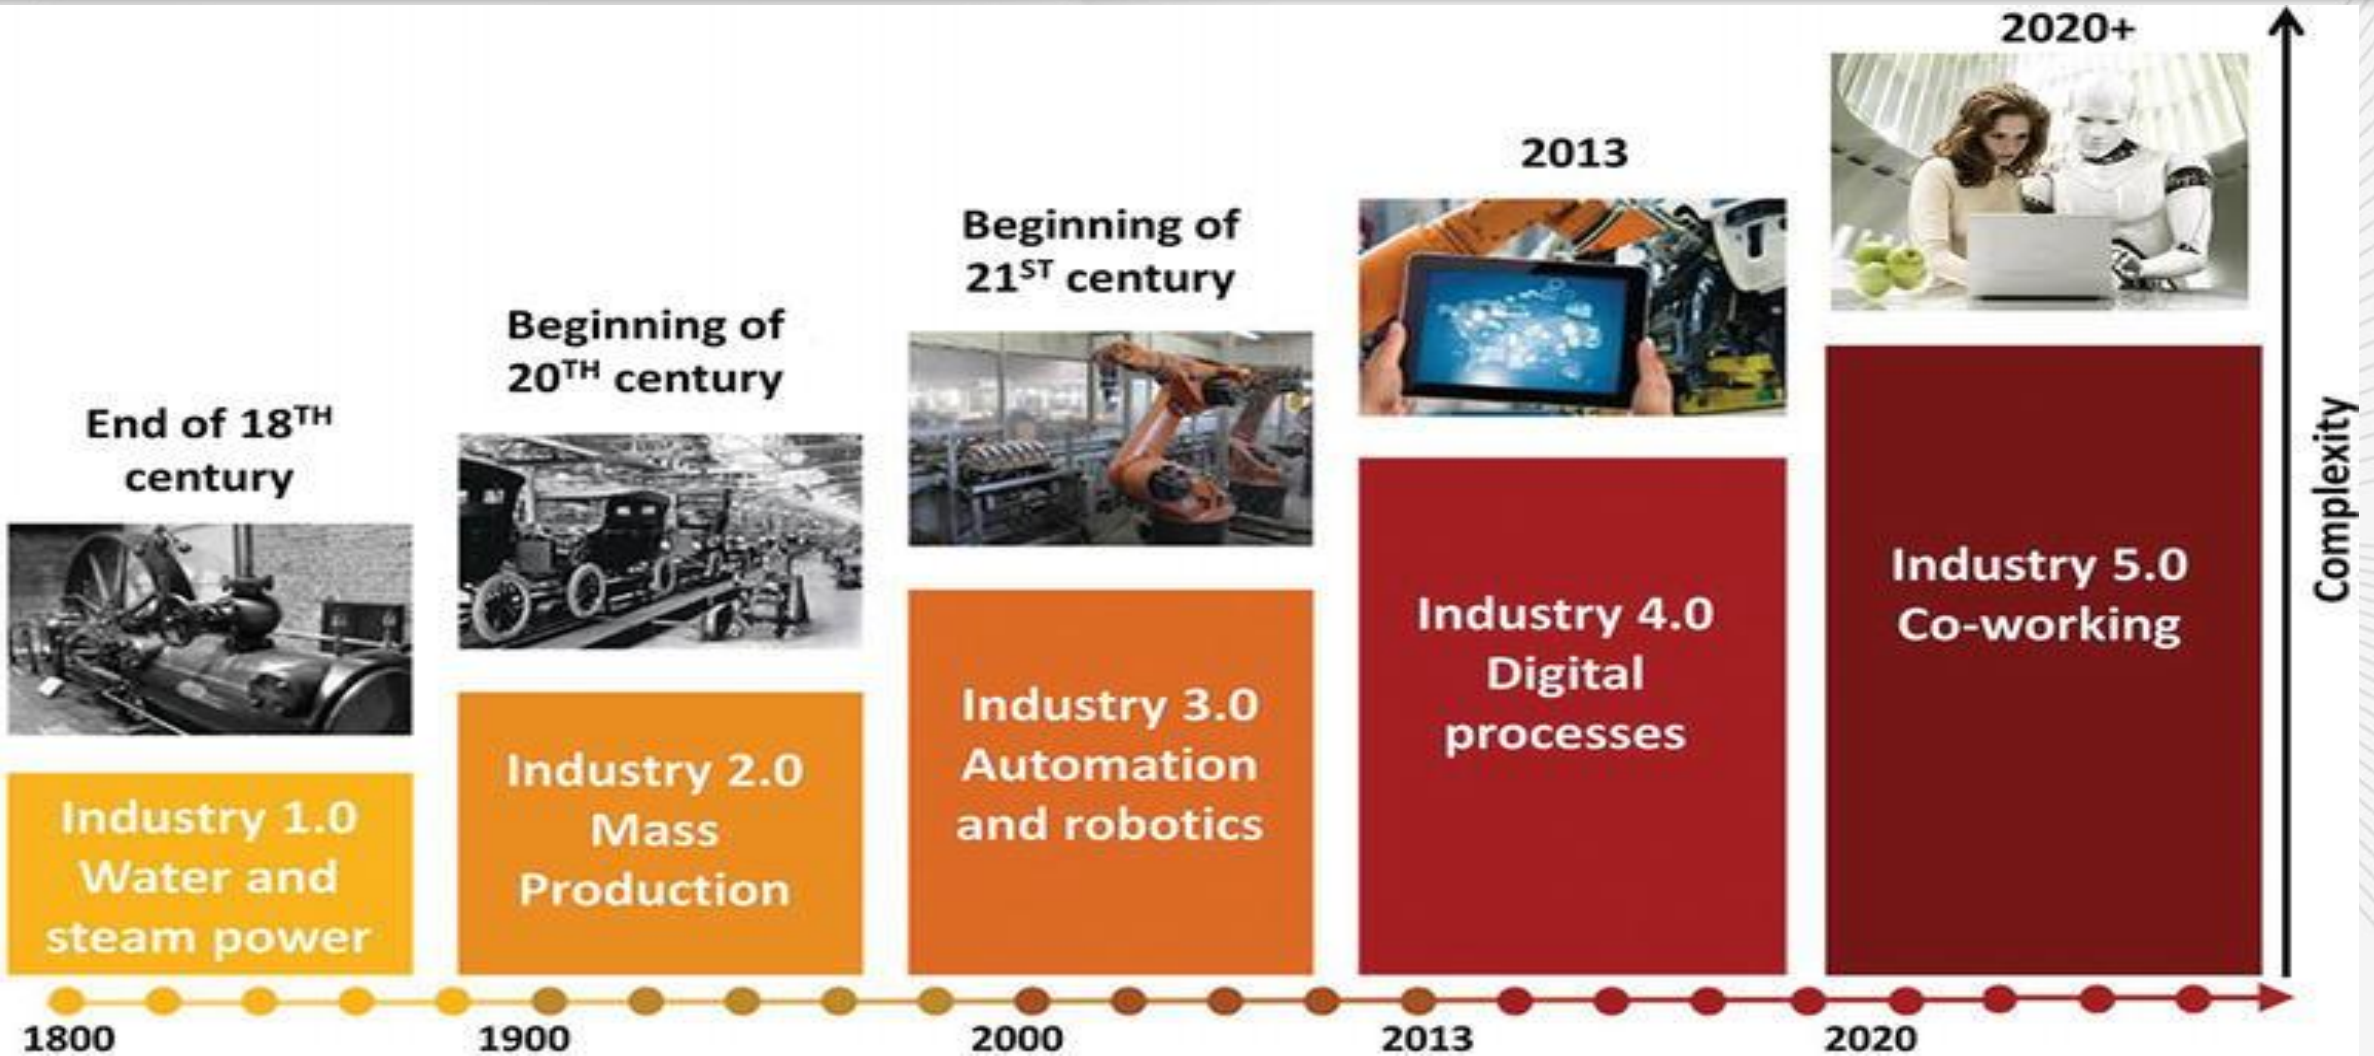 End of 18TH
century
Industry 1.0
Water and
steam power
Beginning of
20TH century
Industry 2.0
Mass
Production
Beginning of
21ST century
Industry 3.0
Automation
and robotics
2013
Industry 4.0
Digital
processes
2020+
Industry 5.0
Co-working
Complexity
1800
1900
2000
2013
2020